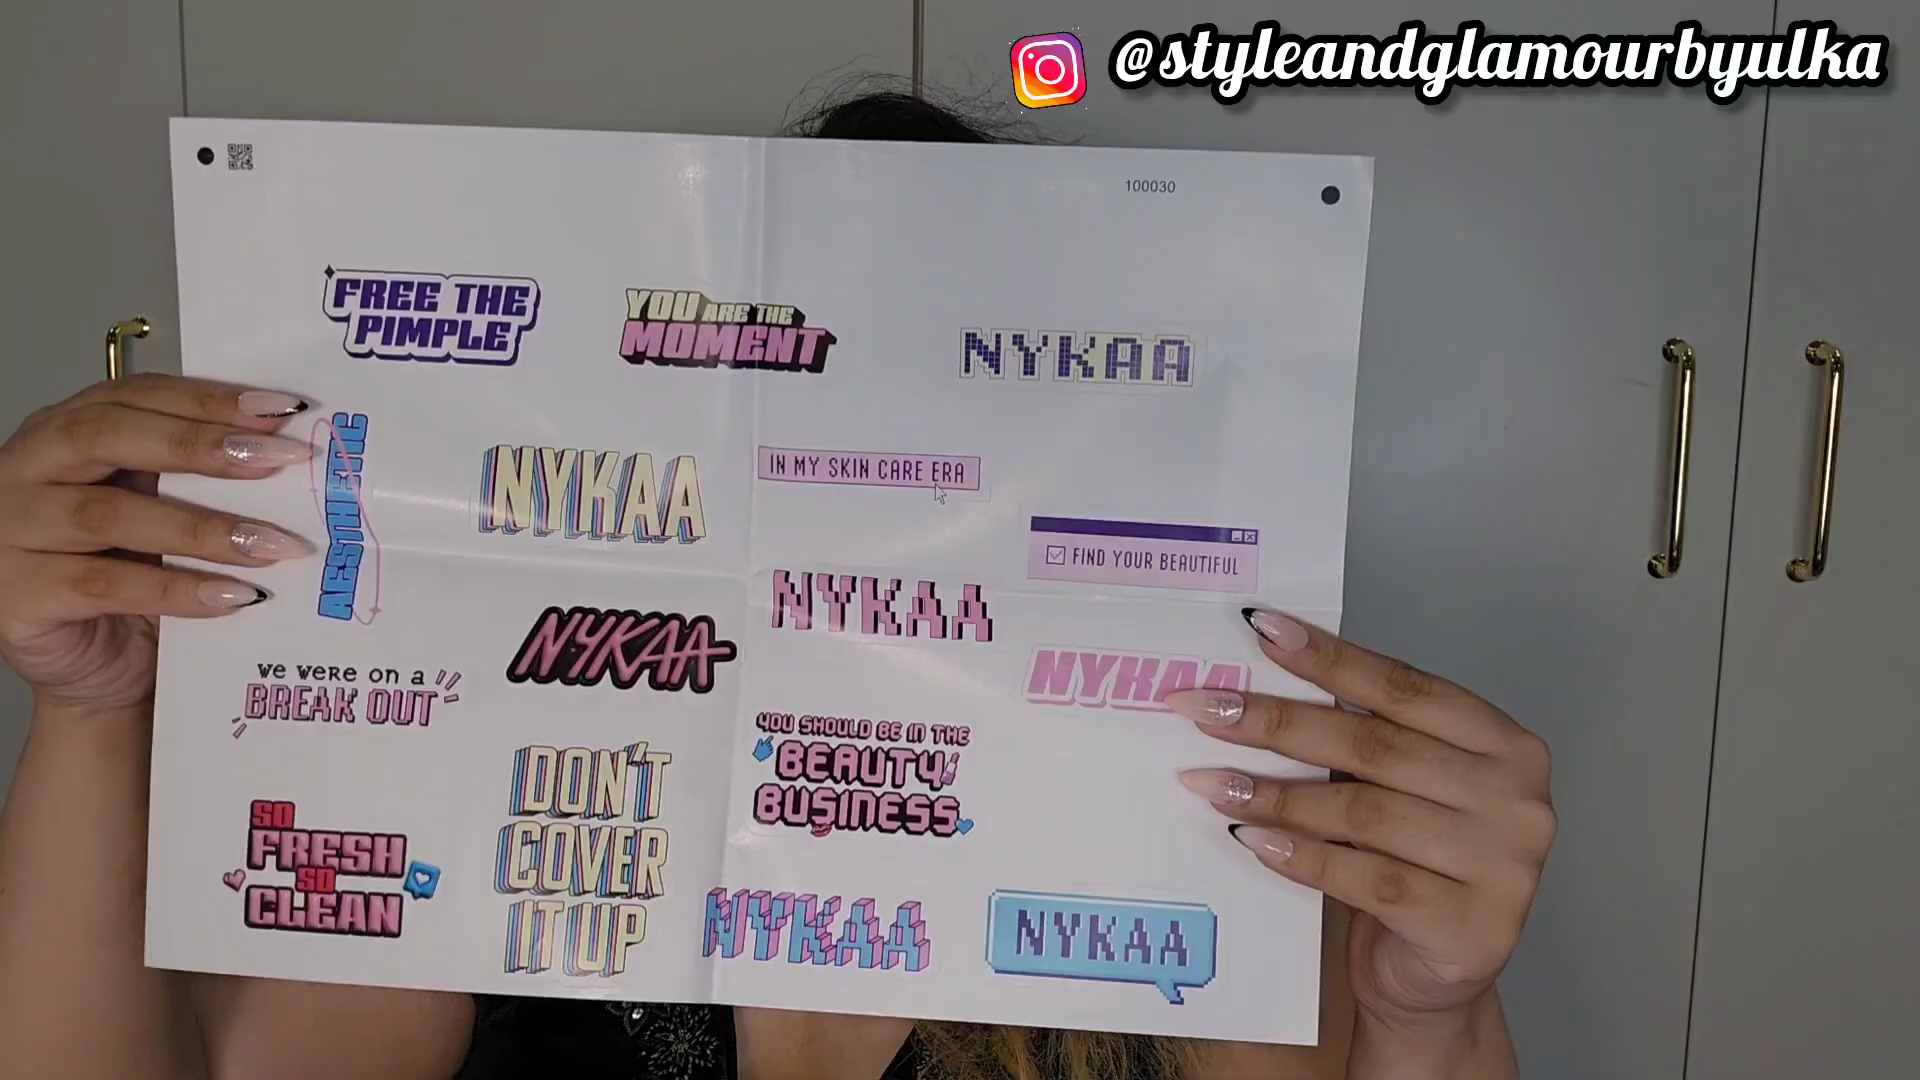 @styleandglamourbyulka
100030
FREE THE
PIMPLE
YOU ARE THE
MOMENT
NYKAA
AESTHETIC
NYKAA
IN MY SKIN CARE ERA
FIND YOUR BEAUTIFUL
NYKAA
NYKAA
NYKAA
We WeRe ON a
BREAK OUT
YOU SHOULD BE IN THE
BEAUTY
BUSINESS
SO
FRESH
SO
CLEAN
DON'T
COVER
IT UP
NYKAA
NYKAA